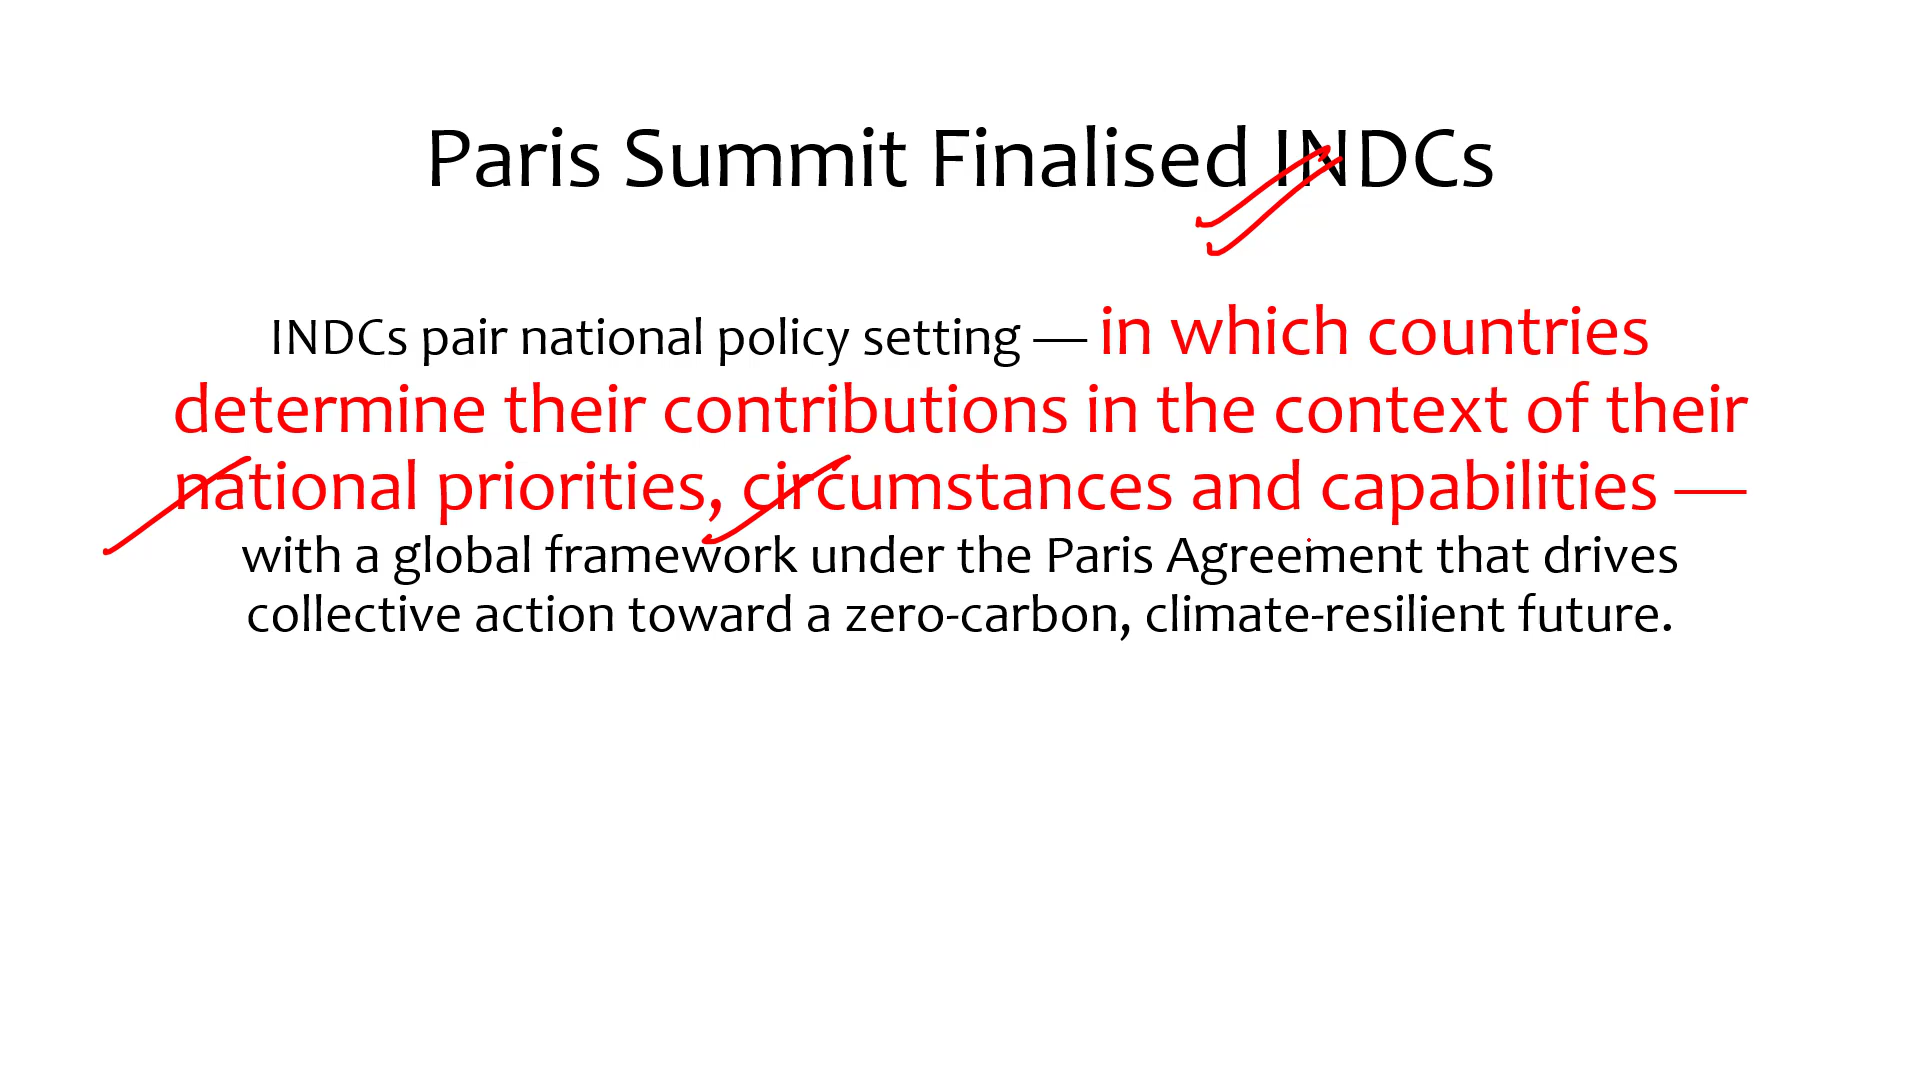 Paris Summit Finalised INDCs
INDCs pair national policy setting — in which countries
determine their contributions in the context of their
national priorities, circumstances and capabilities —
with a global framework under the Paris Agreement that drives
collective action toward a zero-carbon, climate-resilient future.